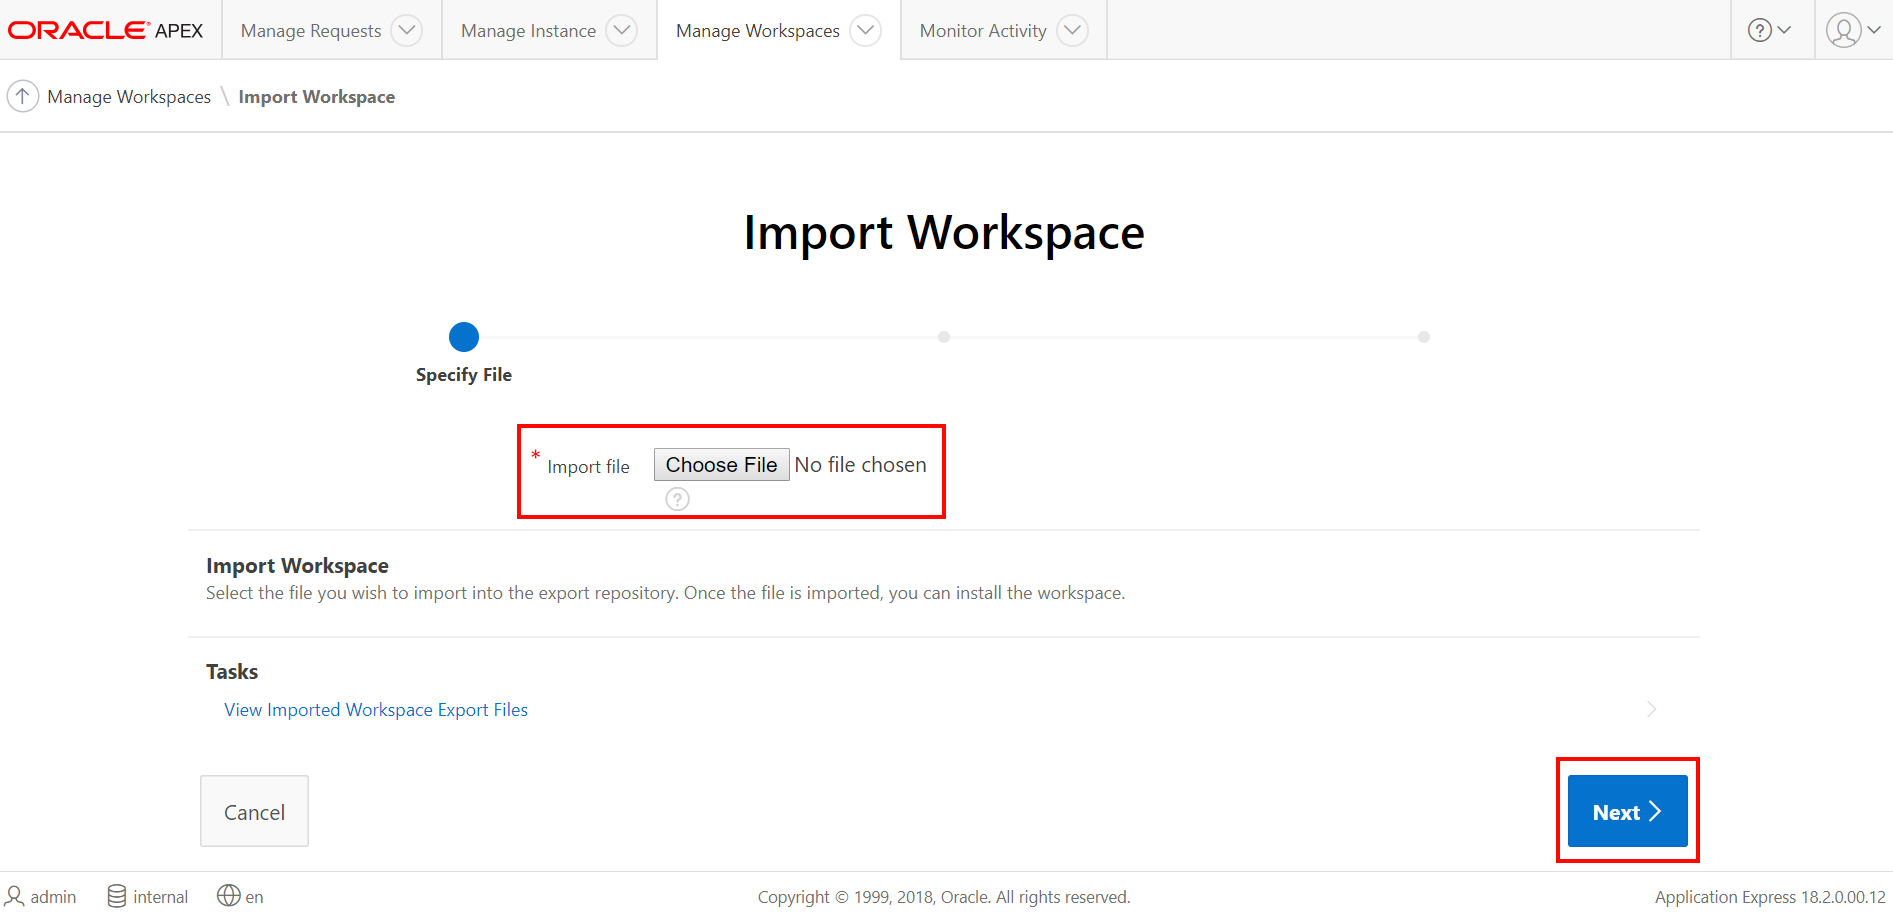 ORACLE® APEX Manage Requests Manage Instance Manage Workspaces Monitor Activity ?
Manage Workspaces \ Import Workspace
Import Workspace
Specify File
* Import file Choose File No file chosen
?
Import Workspace
Select the file you wish to import into the export repository. Once the file is imported, you can install the workspace.
Tasks
View Imported Workspace Export Files
Cancel Next
admin internal en Copyright © 1999, 2018, Oracle. All rights reserved. Application Express 18.2.0.00.12